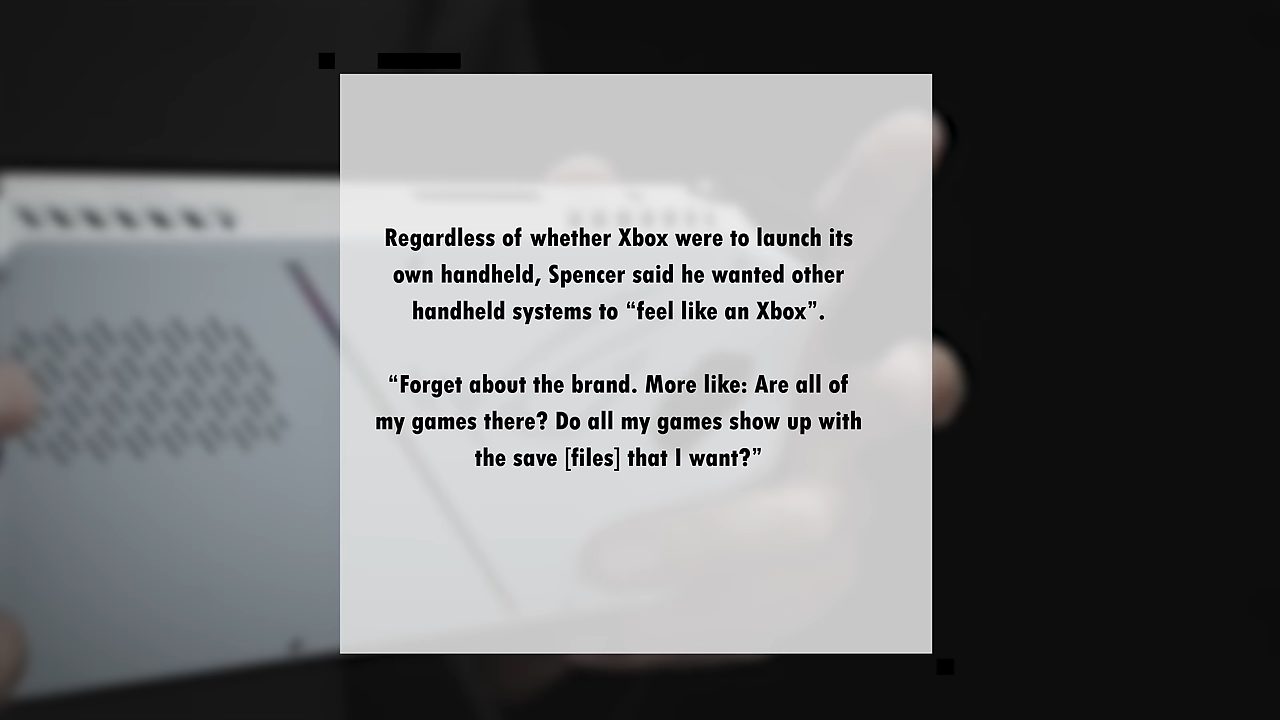 Regardless of whether Xbox were to launch its
own handheld, Spencer said he wanted other
handheld systems to “feel like an Xbox”.
“Forget about the brand. More like: Are all of
my games there? Do all my games show up with
the save [files] that I want?”